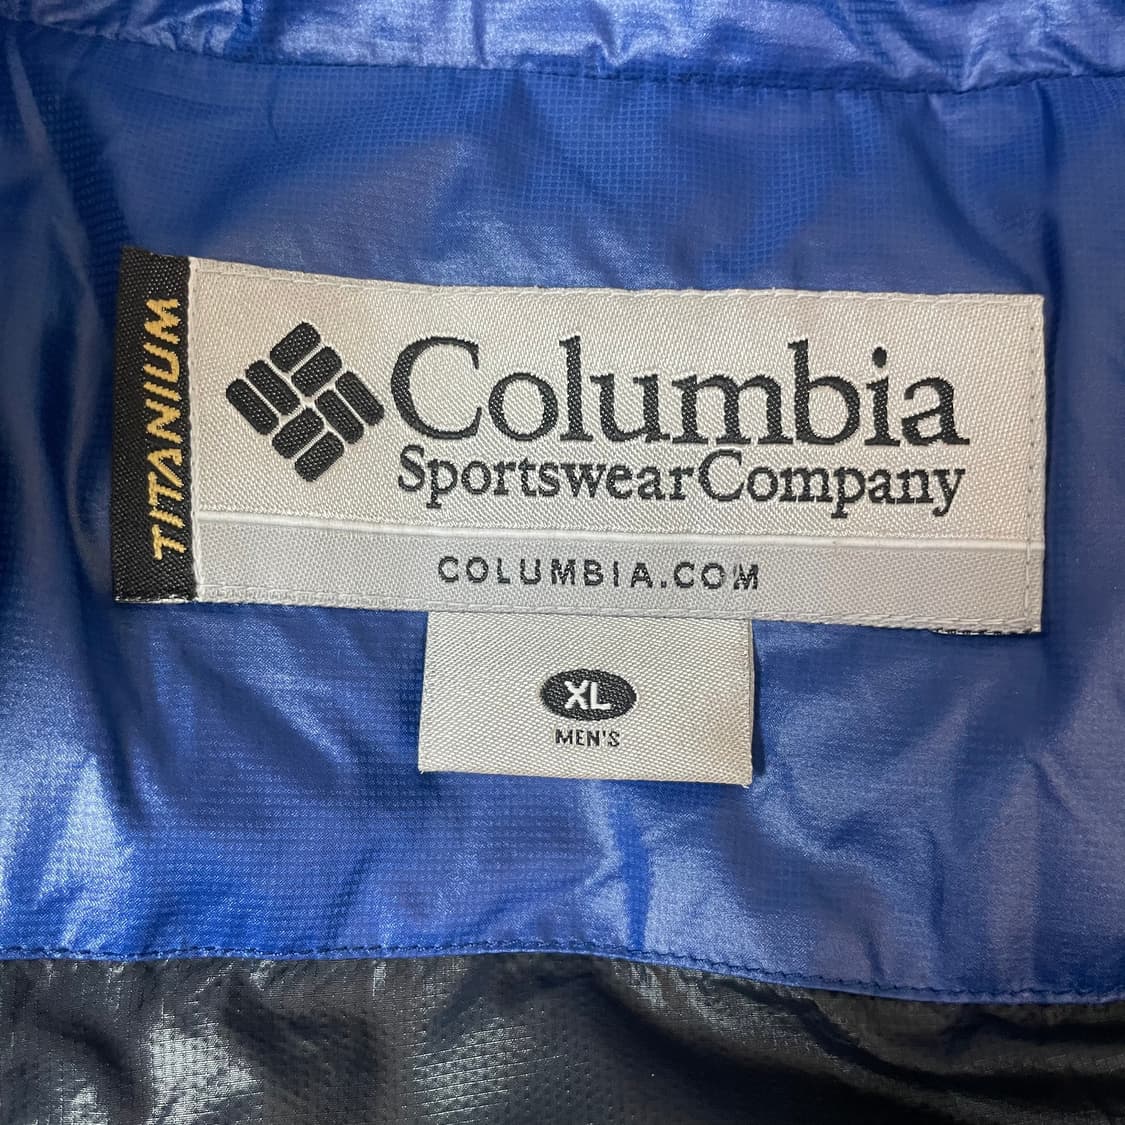 TITANIUM
Columbia
Sportswear Company
COLUMBIA.COM
XL
MEN'S